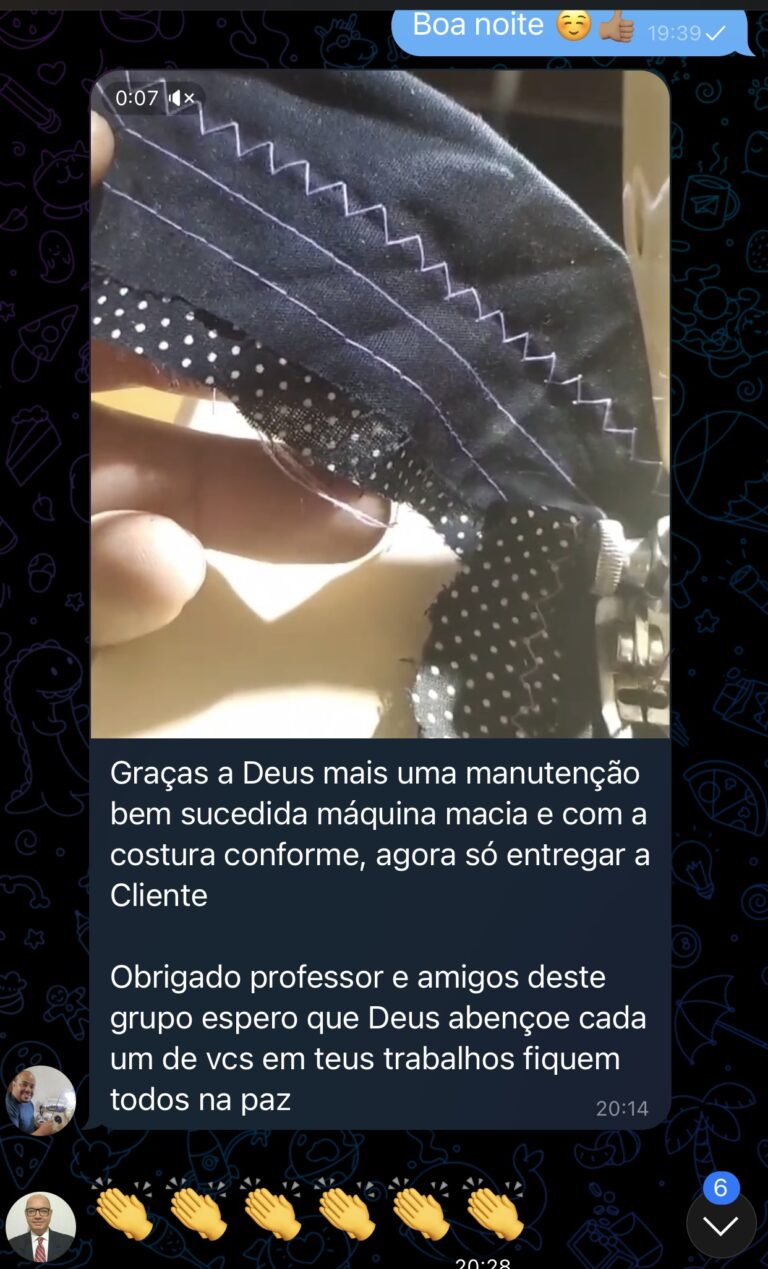 Boa noite ☺️👍🏽 19:39
0:07
Graças a Deus mais uma manutenção
bem sucedida máquina macia e com a
costura conforme, agora só entregar a
Cliente
Obrigado professor e amigos deste
grupo espero que Deus abençoe cada
um de vcs em teus trabalhos fiquem
todos na paz
20:14
6
👏👏👏👏👏👏
20:28